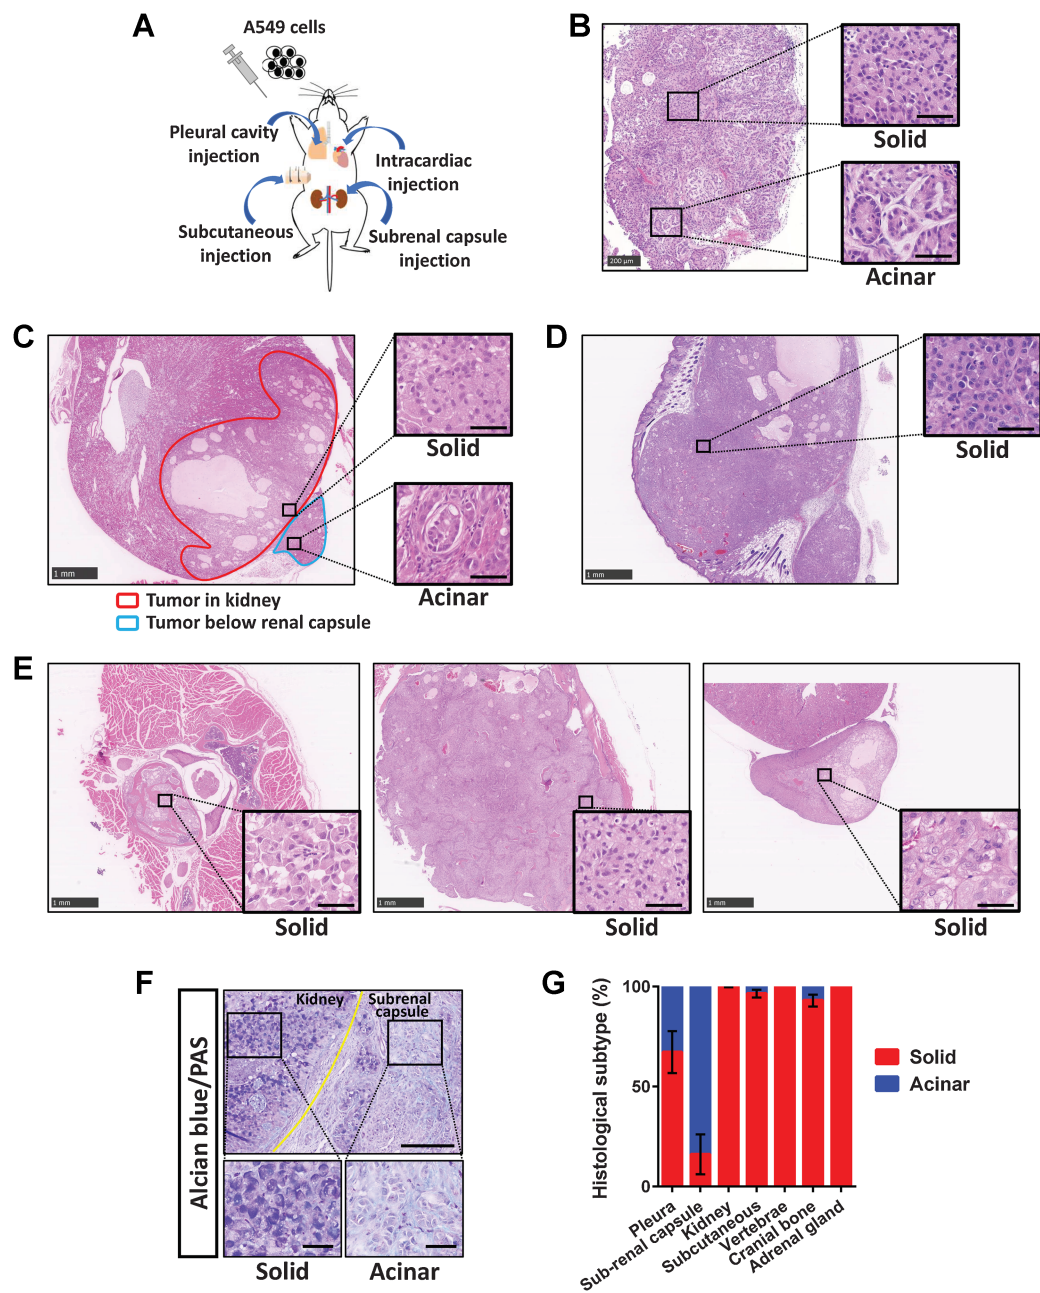 A
A549 cells
Pleural cavity
injection
Intracardiac
injection
Subcutaneous
injection
Subrenal capsule
injection
B
200 µm
Solid
Acinar
C
1 mm
Solid
Acinar
Tumor in kidney
Tumor below renal capsule
D
1 mm
Solid
E
1 mm
Solid
1 mm
Solid
1 mm
Solid
F
Alcian blue/PAS
Kidney
Subrenal
capsule
Solid
Acinar
G
Histological subtype (%)
100
50
0
Pleura
Sub-renal capsule
Kidney
Subcutaneous
Vertebrae
Cranial bone
Adrenal gland
Solid
Acinar